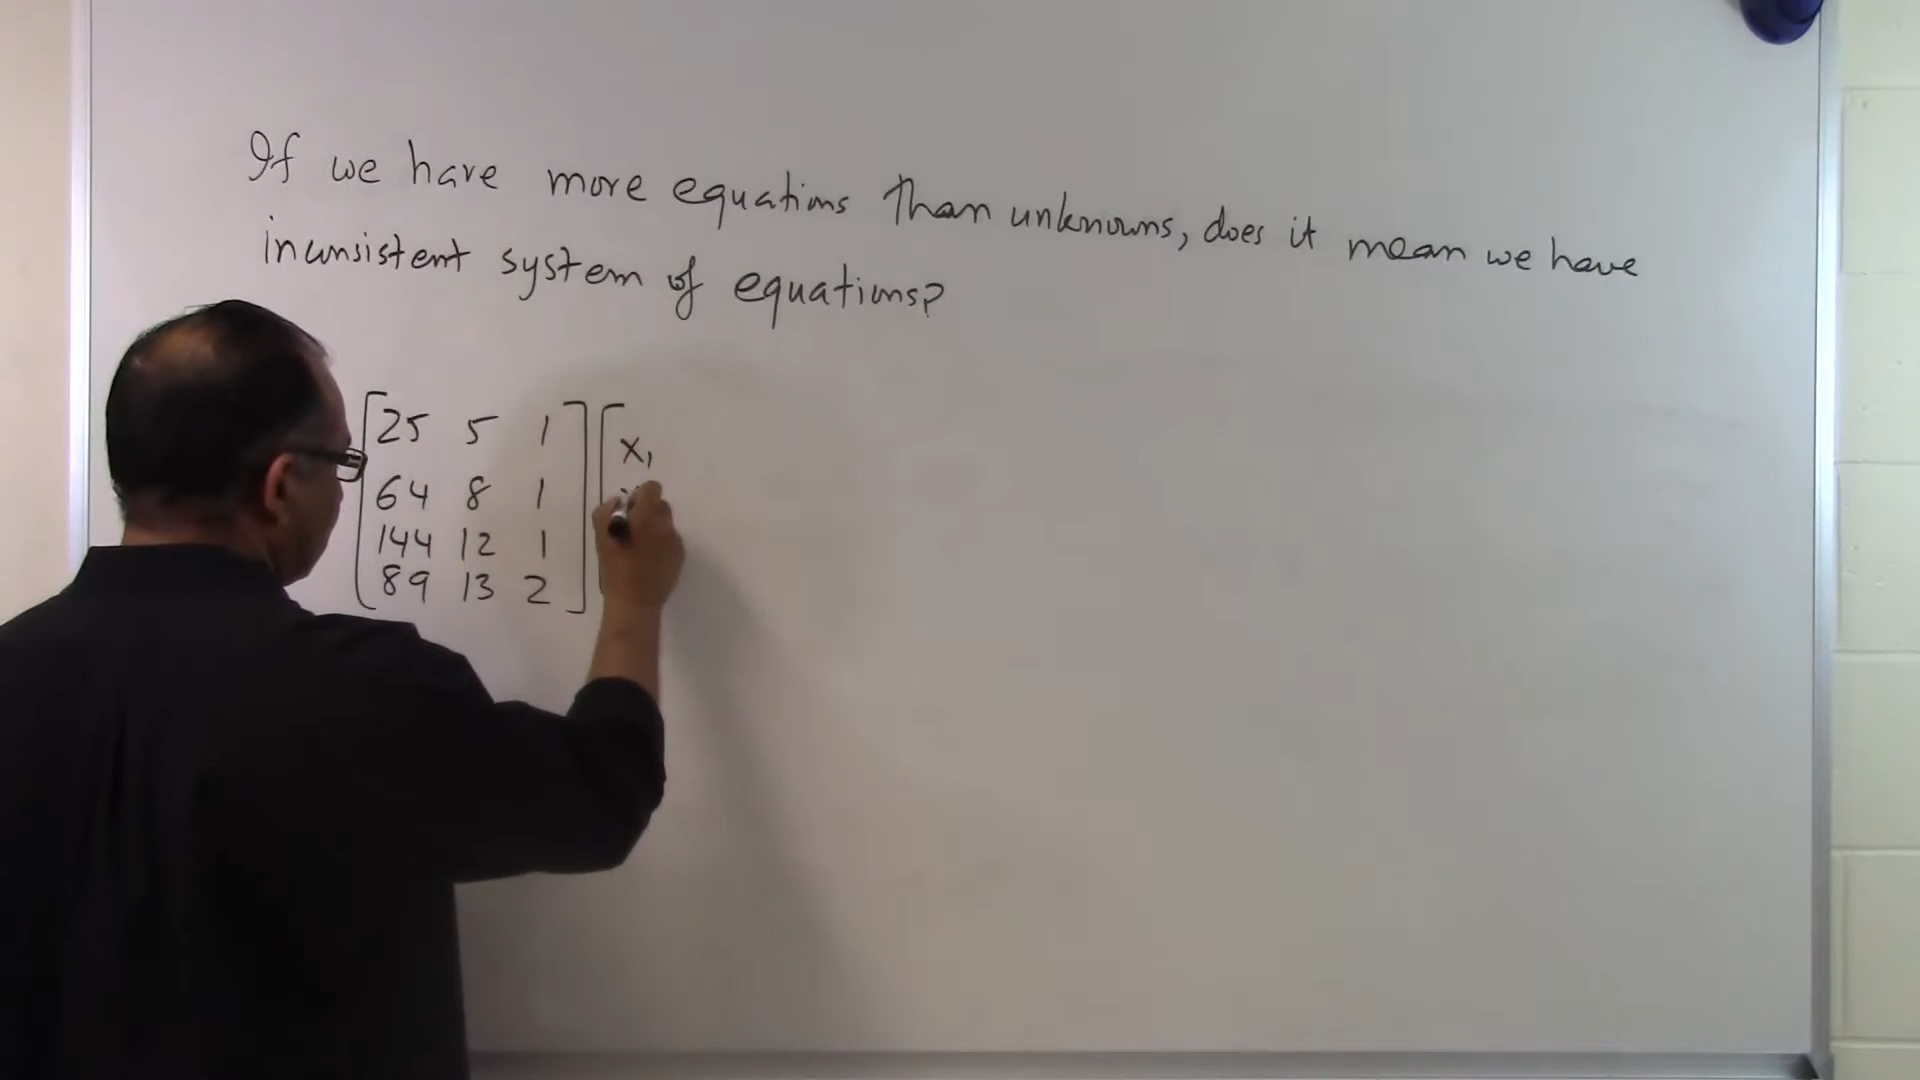 If we have more equations than unknowns, does it mean we have
inconsistent system of equations?
25 5 1 x1
64 8 1
144 12 1
89 13 2